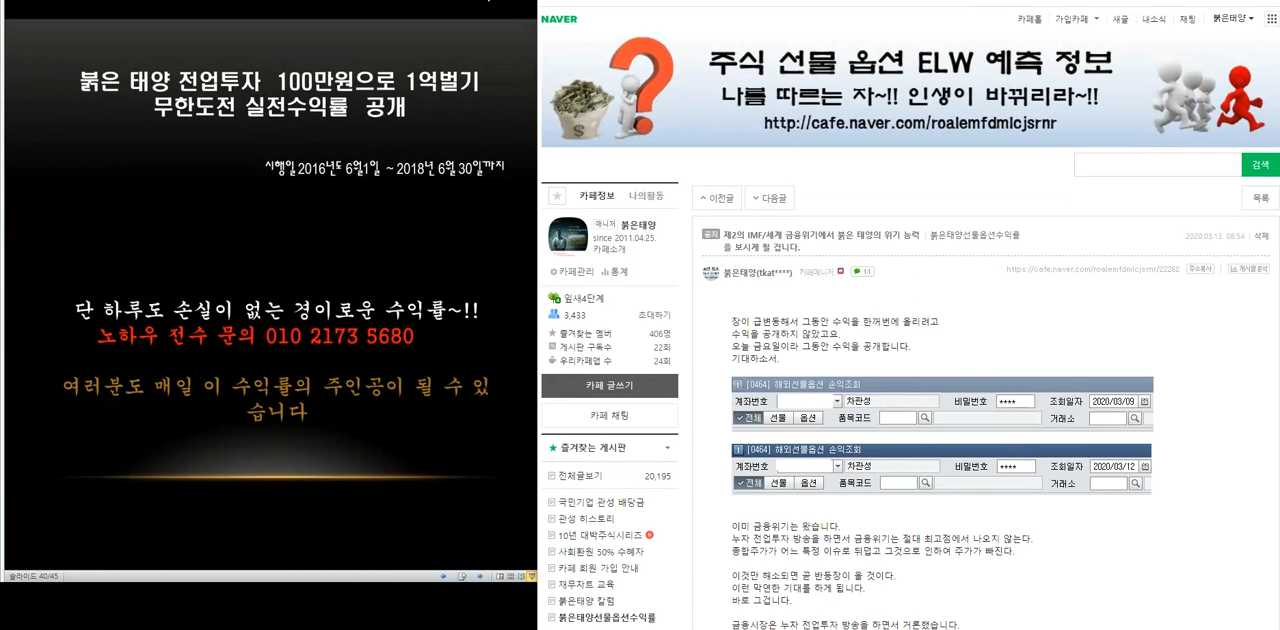 붉은 태양 전업투자 100만원으로 1억벌기
무한도전 실전수익률 공개
시행일 2016년도 6월1일 ~ 2018년 6월 30일까지
단 하루도 손실이 없는 경이로운 수익률~!!
노하우 전수 문의 010 2173 5680
여러분도 매일 이 수익률의 주인공이 될 수 있
습니다
슬라이드 40/45
NAVER
카페홈 가입카페 새글 내소식 채팅 붉은태양
주식 선물 옵션 ELW 예측 정보
나를 따르는 자~!! 인생이 바뀌리라~!!
http://cafe.naver.com/roalemfdmlcjsrnr
검색
카페정보 나의활동
매니저 붉은태양
since 2011.04.25.
카페소개
카페관리 통계
잎새4단계
3,433 초대하기
즐겨찾는 멤버 406명
게시판 구독수 22회
우리카페앱 수 24회
카페 글쓰기
카페 채팅
즐겨찾는 게시판
전체글보기 20,195
국민기업 관성 배당금
관성 히스토리
10년 대박주식시리즈
사회환원 50% 수혜자
카페 회원 가입 안내
재무차트 교육
붉은태양 칼럼
붉은태양선물옵션수익률
이전글 다음글 목록
공지 제2의 IMF/세계 금융위기에서 붉은 태양의 위기 능력 붉은태양선물옵션수익률 2020.03.13. 08:54 삭제
을 보시게 될 겁니다.
붉은태양(tkat****) 카페매니저 11 https://cafe.naver.com/roalemfdmlcjsrnr/22262 주소복사 게시글 분석
장이 급변동해서 그동안 수익을 한꺼번에 올리려고
수익을 공개하지 않았고요.
오늘 금요일이라 그동안 수익을 공개합니다.
기대하소서.
[0464] 해외선물옵션 손익조회
계좌번호 차관성 비밀번호 **** 조회일자 2020/03/09
전체 선물 옵션 품목코드 거래소
[0464] 해외선물옵션 손익조회
계좌번호 차관성 비밀번호 **** 조회일자 2020/03/12
전체 선물 옵션 품목코드 거래소
이미 금융위기는 왔습니다.
누차 전업투자 방송을 하면서 금융위기는 절대 최고점에서 나오지 않는다.
종합주가가 어느 특정 이슈로 뒤덮고 그것으로 인하여 주가가 빠진다.
이것만 해소되면 곧 반등장이 올 것이다.
이런 막연한 기대를 하게 됩니다.
바로 그겁니다.
금융시장은 누차 전업투자 방송을 하면서 거론했습니다.